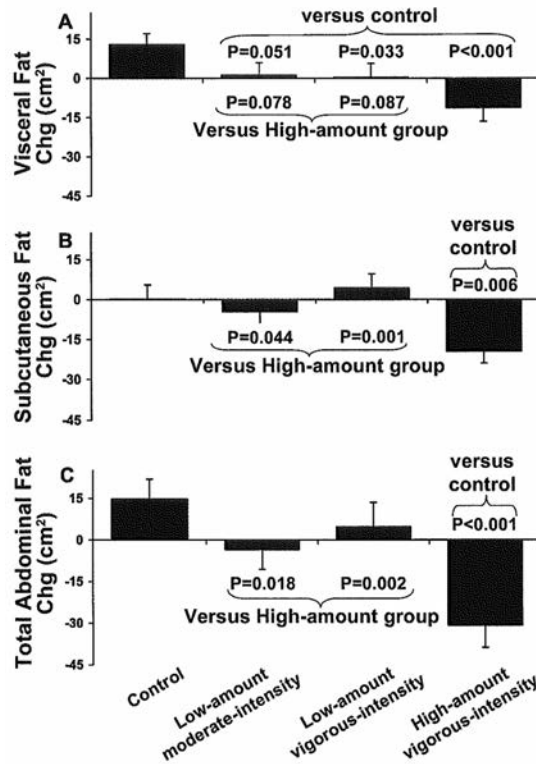 A
versus control
P=0.051 P=0.033 P<0.001
P=0.078 P=0.087
Versus High-amount group
Visceral Fat
Chg (cm²)
15
0
-15
-30
-45
B
versus
control
P=0.006
P=0.044 P=0.001
Versus High-amount group
Subcutaneous Fat
Chg (cm²)
15
0
-15
-30
-45
C
versus
control
P<0.001
P=0.018 P=0.002
Versus High-amount group
Total Abdominal Fat
Chg (cm²)
15
0
-15
-30
-45
Control
Low-amount
moderate-intensity
Low-amount
vigorous-intensity
High-amount
vigorous-intensity